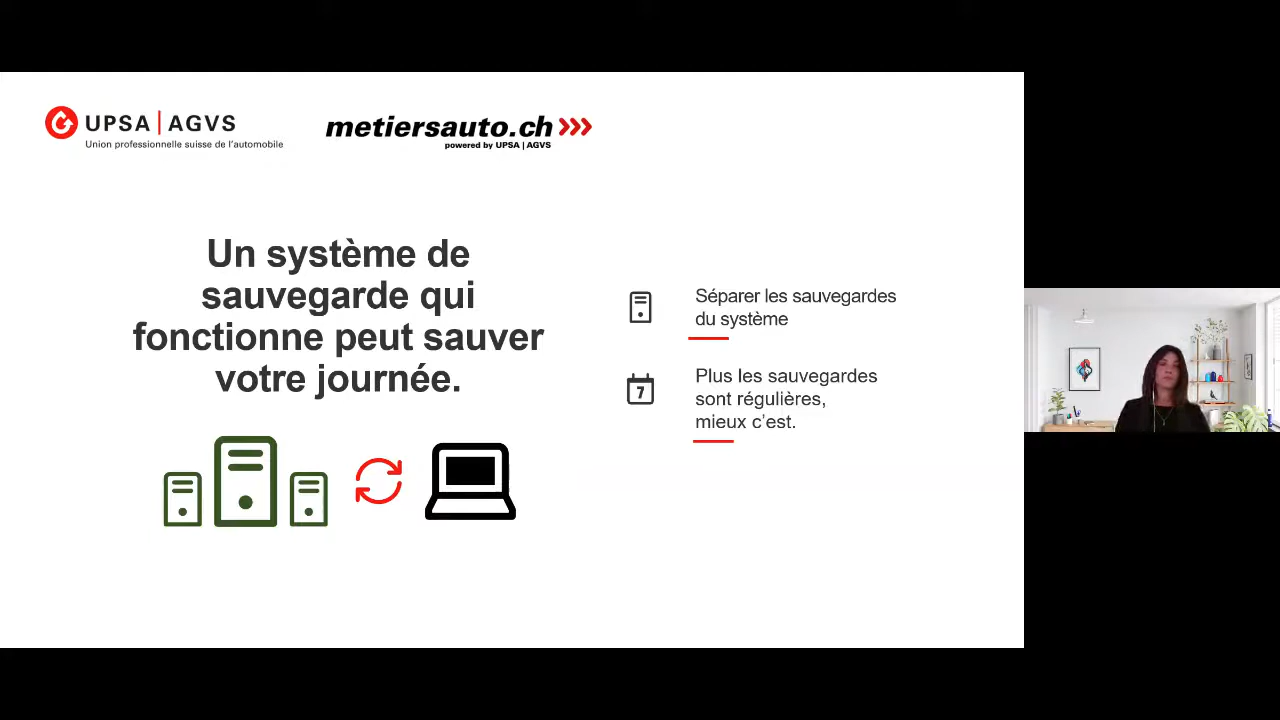 UPSA | AGVS
Union professionnelle suisse de l'automobile
metiersauto.ch
powered by UPSA | AGVS
Un système de
sauvegarde qui
fonctionne peut sauver
votre journée.
Séparer les sauvegardes
du système
7
Plus les sauvegardes
sont régulières,
mieux c'est.